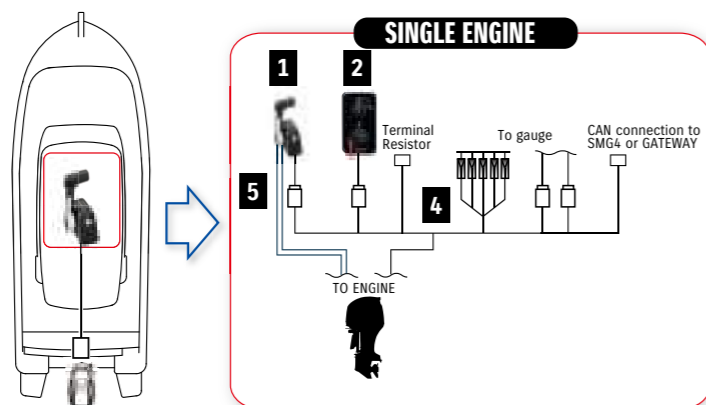 SINGLE ENGINE
1
2
Terminal
Resistor
To gauge
CAN connection to
SMG4 or GATEWAY
5
4
TO ENGINE